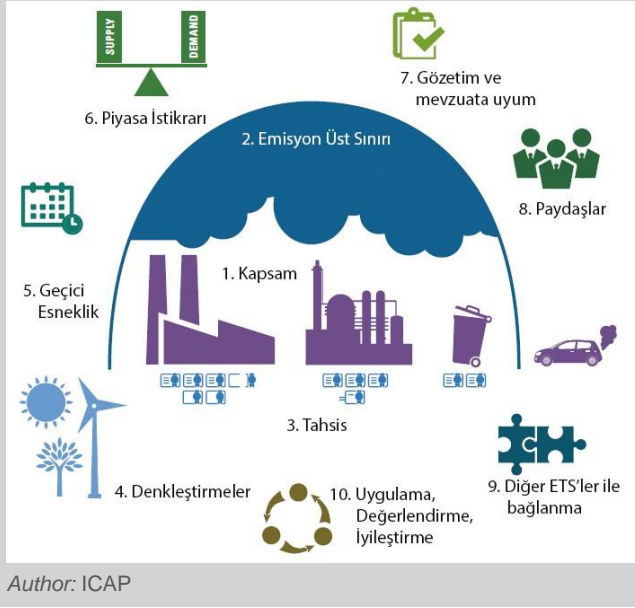 SUPPLY
DEMAND
6. Piyasa İstikrarı
7. Gözetim ve
mevzuata uyum
2. Emisyon Üst Sınırı
8. Paydaşlar
1. Kapsam
5. Geçici
Esneklik
3. Tahsis
4. Denkleştirmeler
10. Uygulama,
Değerlendirme,
İyileştirme
9. Diğer ETS'ler ile
bağlanma
Author: ICAP